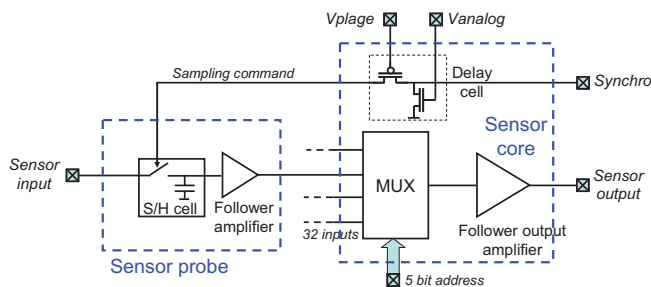 Vplage
Vanalog
Sampling command
Delay
cell
Synchro
Sensor
core
Sensor
input
S/H cell
Follower
amplifier
MUX
32 inputs
Sensor
output
Follower output
amplifier
Sensor probe
5 bit address